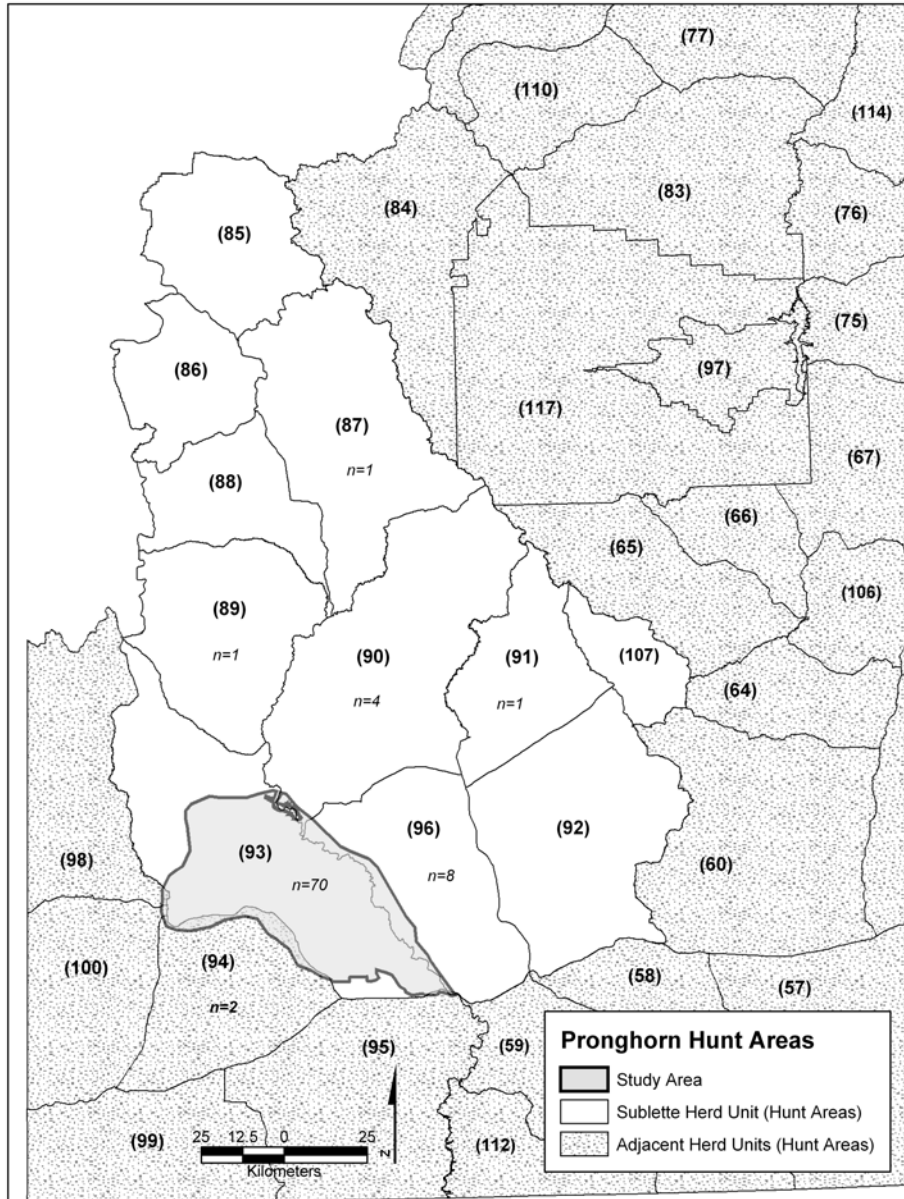 (77)
(110)
(114)
(83)
(84)
(76)
(85)
(75)
(86)
(97)
(117)
(87)
(67)
n=1
(88)
(66)
(65)
(106)
(89)
(90)
(91)
(107)
n=1
n=4
n=1
(64)
(96)
(92)
(93)
(98)
(60)
n=70
n=8
(94)
(100)
(58)
(57)
n=2
(95)
(59)
Pronghorn Hunt Areas
Study Area
Sublette Herd Unit (Hunt Areas)
Adjacent Herd Units (Hunt Areas)
(99)
(112)
25 12.5 0 25
Kilometers
N